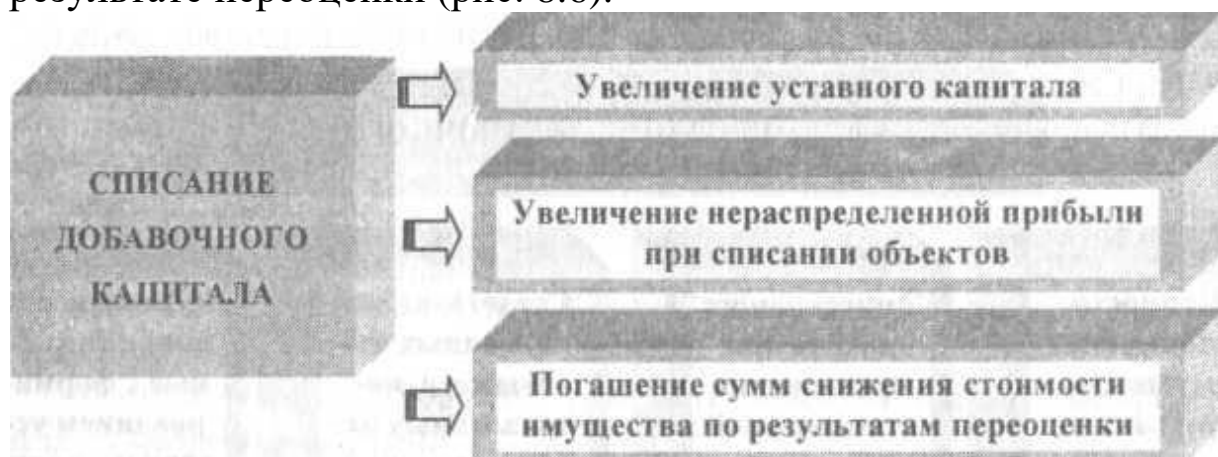 результате переоценки (рис. 8.6).
СПИСАНИЕ
ДОБАВОЧНОГО
КАПИТАЛА
Увеличение уставного капитала
Увеличение нераспределенной прибыли
при списании объектов
Погашение сумм снижения стоимости
имущества по результатам переоценки